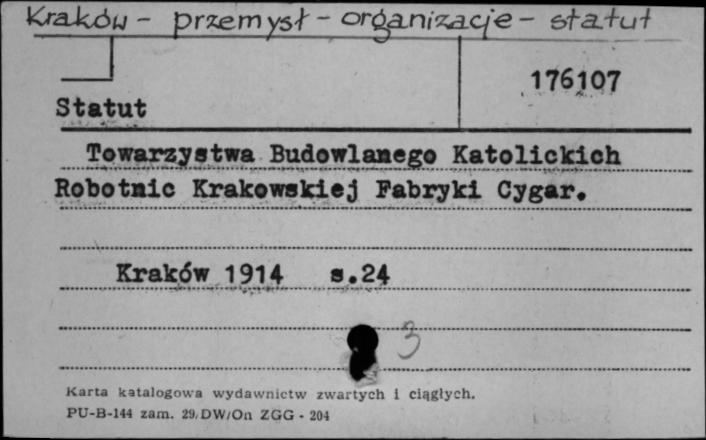 Kraków - przemysł - organizacje - statut
176107
Statut
Towarzystwa Budowlanego Katolickich
Robotnic Krakowskiej Fabryki Cygar.
Kraków 1914 s.24
3
Karta katalogowa wydawnictw zwartych i ciągłych.
PU-B-144 zam. 29/DW/On ZGG - 204